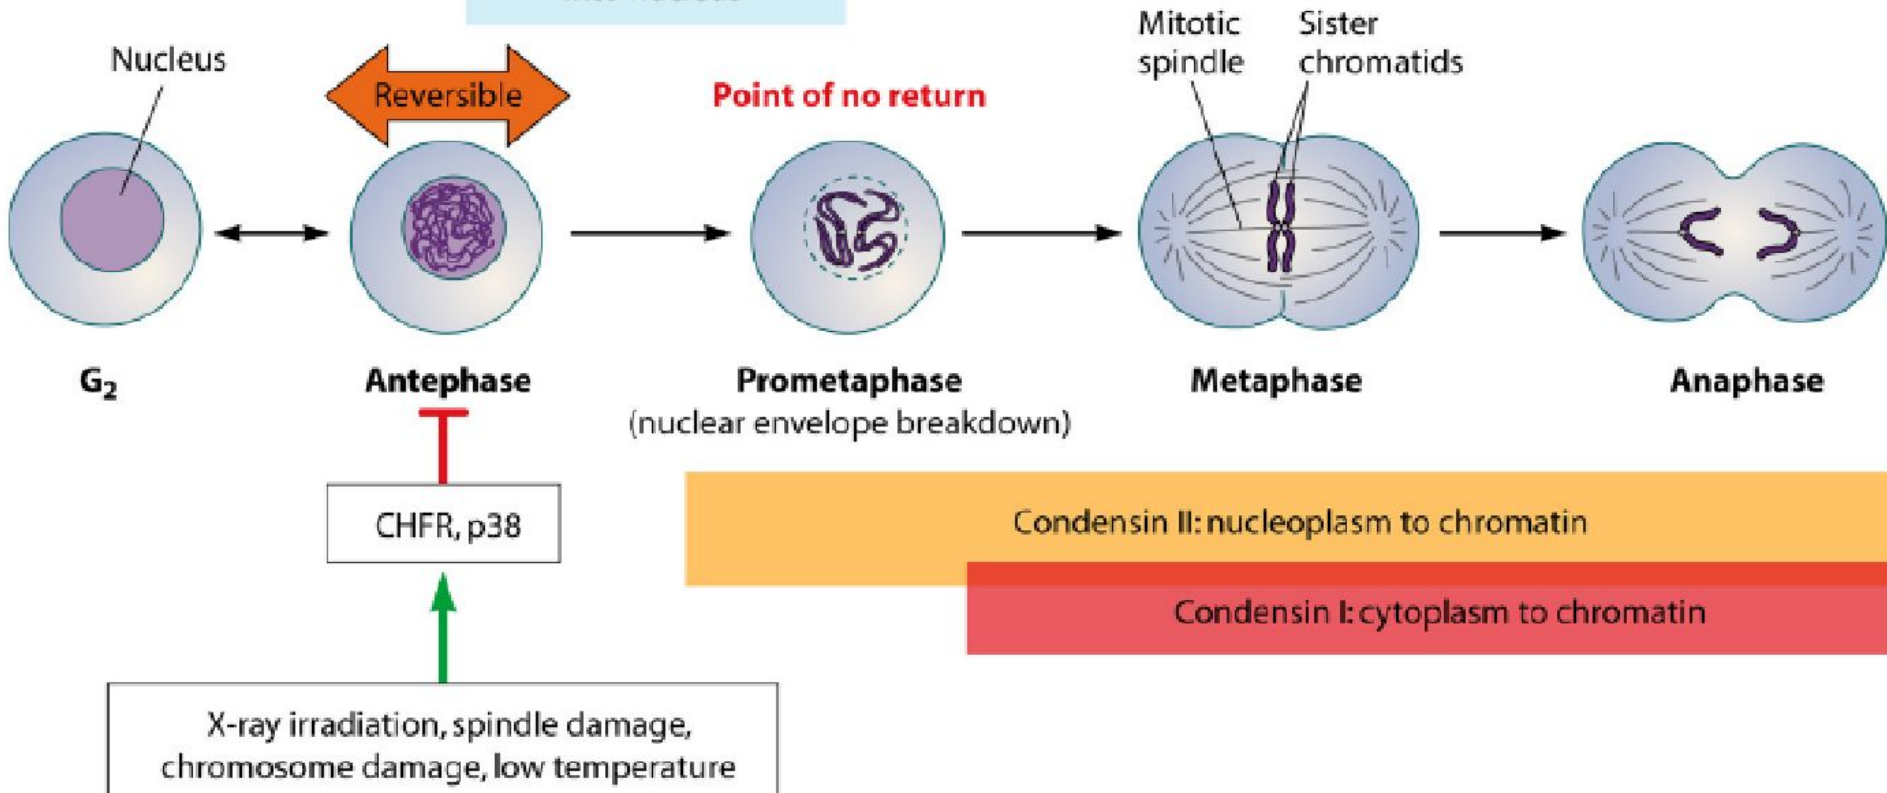 Nucleus
Reversible
Point of no return
Mitotic
spindle
Sister
chromatids
G₂
Antephase
Prometaphase
(nuclear envelope breakdown)
Metaphase
Anaphase
CHFR, p38
Condensin II: nucleoplasm to chromatin
Condensin I: cytoplasm to chromatin
X-ray irradiation, spindle damage,
chromosome damage, low temperature